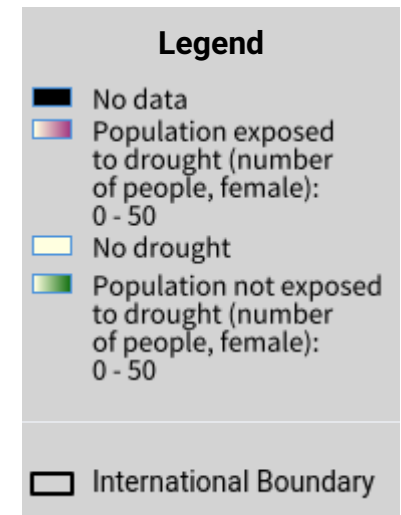 Legend
No data
Population exposed
to drought (number
of people, female):
0 - 50
No drought
Population not exposed
to drought (number
of people, female):
0 - 50
International Boundary